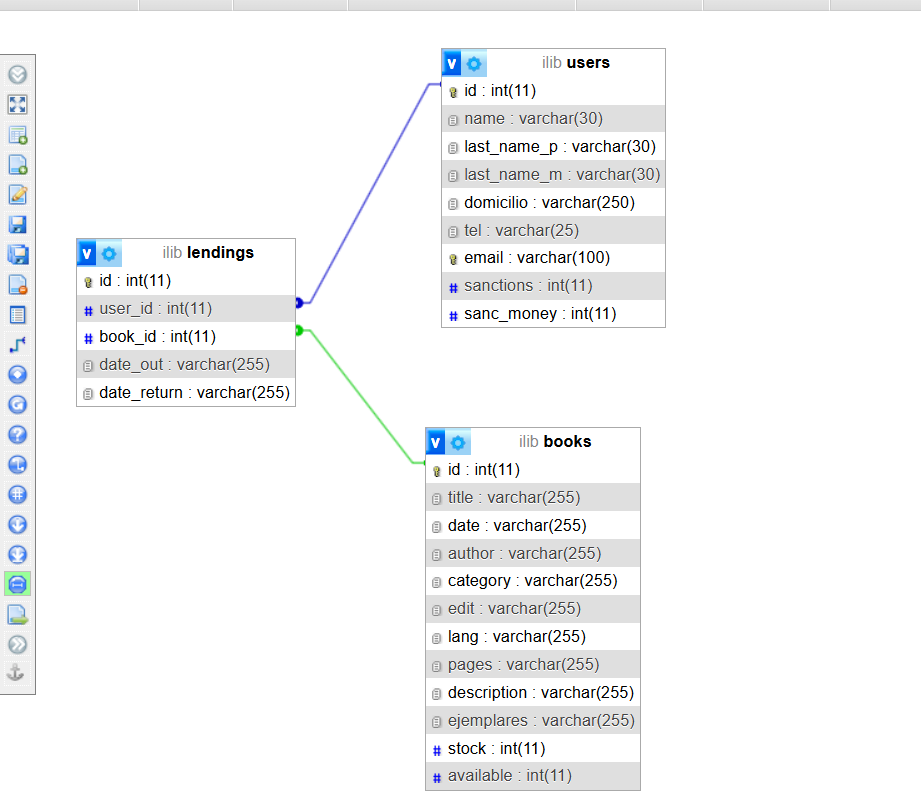 ilib users
id : int(11)
name : varchar(30)
last_name_p : varchar(30)
last_name_m : varchar(30)
domicilio : varchar(250)
tel : varchar(25)
email : varchar(100)
sanctions : int(11)
sanc_money : int(11)
ilib lendings
id : int(11)
user_id : int(11)
book_id : int(11)
date_out : varchar(255)
date_return : varchar(255)
ilib books
id : int(11)
title : varchar(255)
date : varchar(255)
author : varchar(255)
category : varchar(255)
edit : varchar(255)
lang : varchar(255)
pages : varchar(255)
description : varchar(255)
ejemplares : varchar(255)
stock : int(11)
available : int(11)